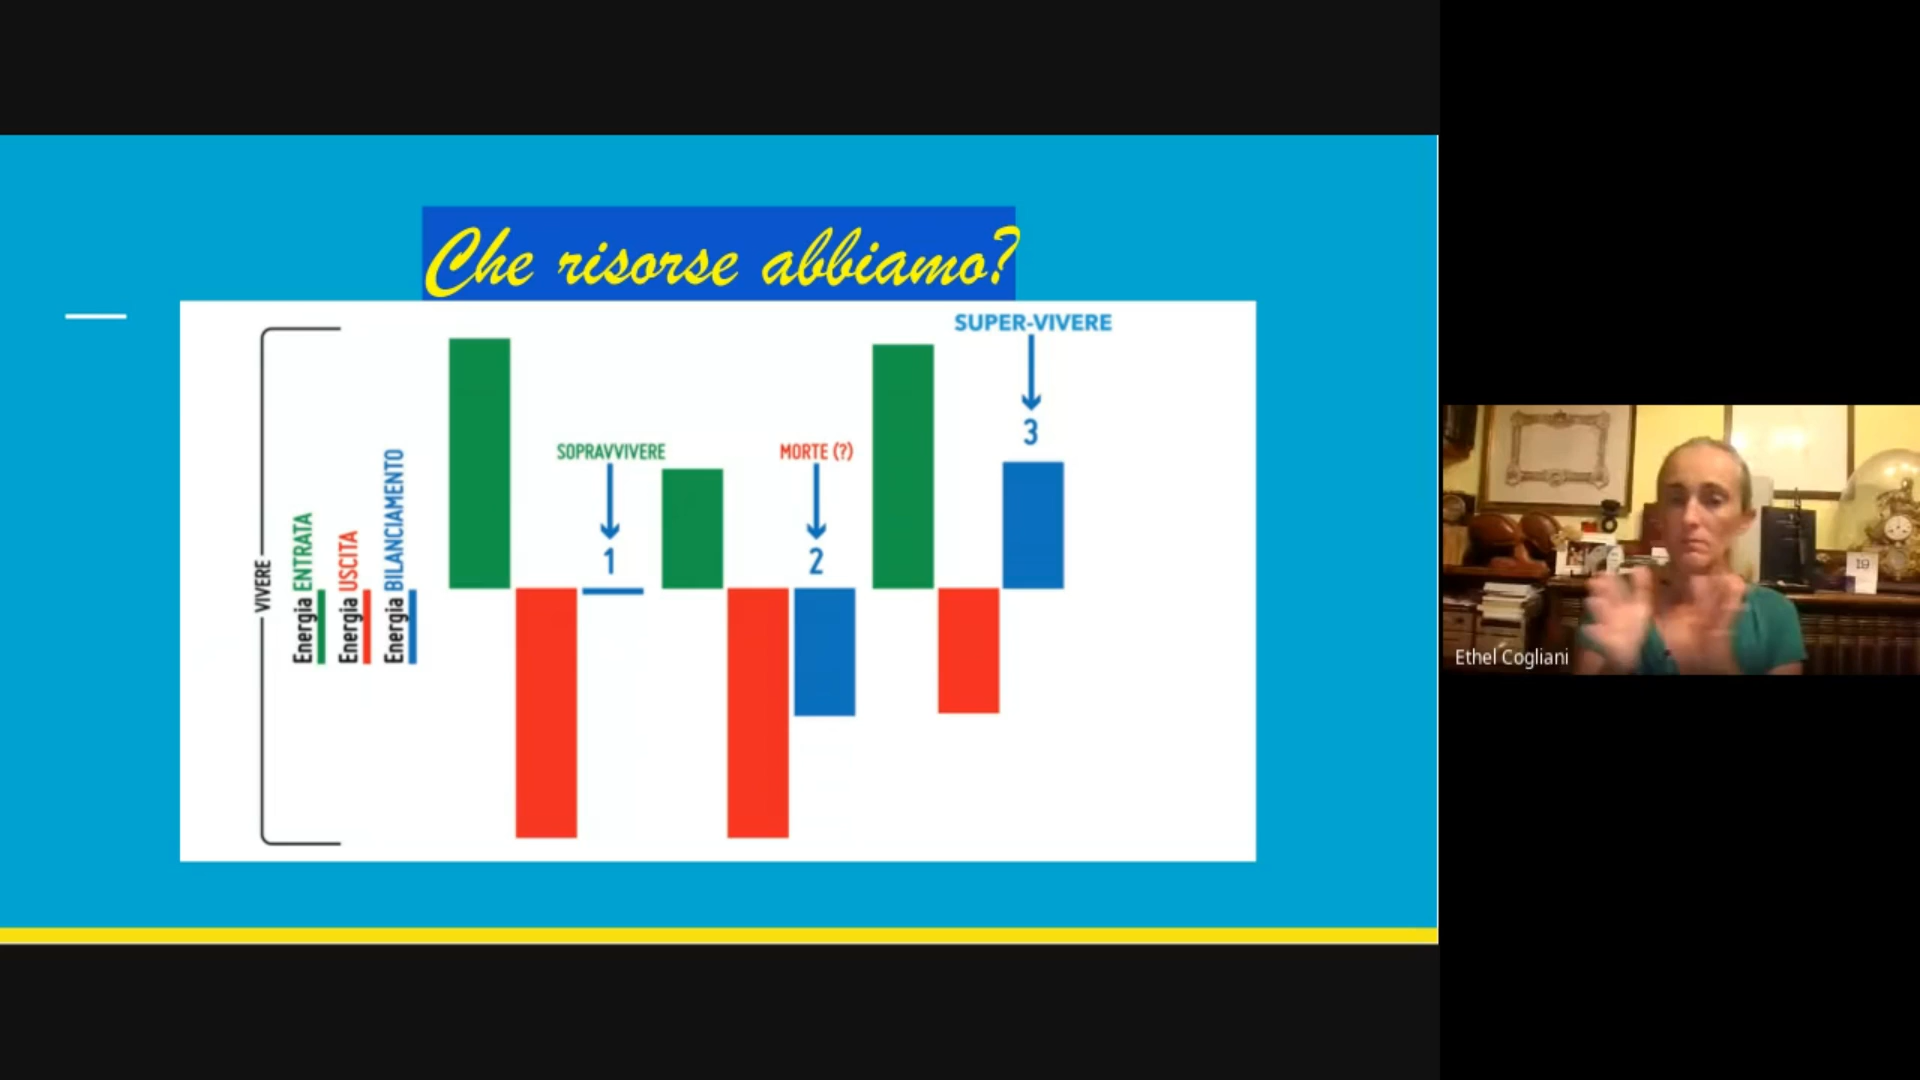 Che risorse abbiamo?
SUPER-VIVERE
3
SOPRAVVIVERE
1
MORTE (?)
2
VIVERE
Energia ENTRATA
Energia USCITA
Energia BILANCIAMENTO
Ethel Cogliani
19